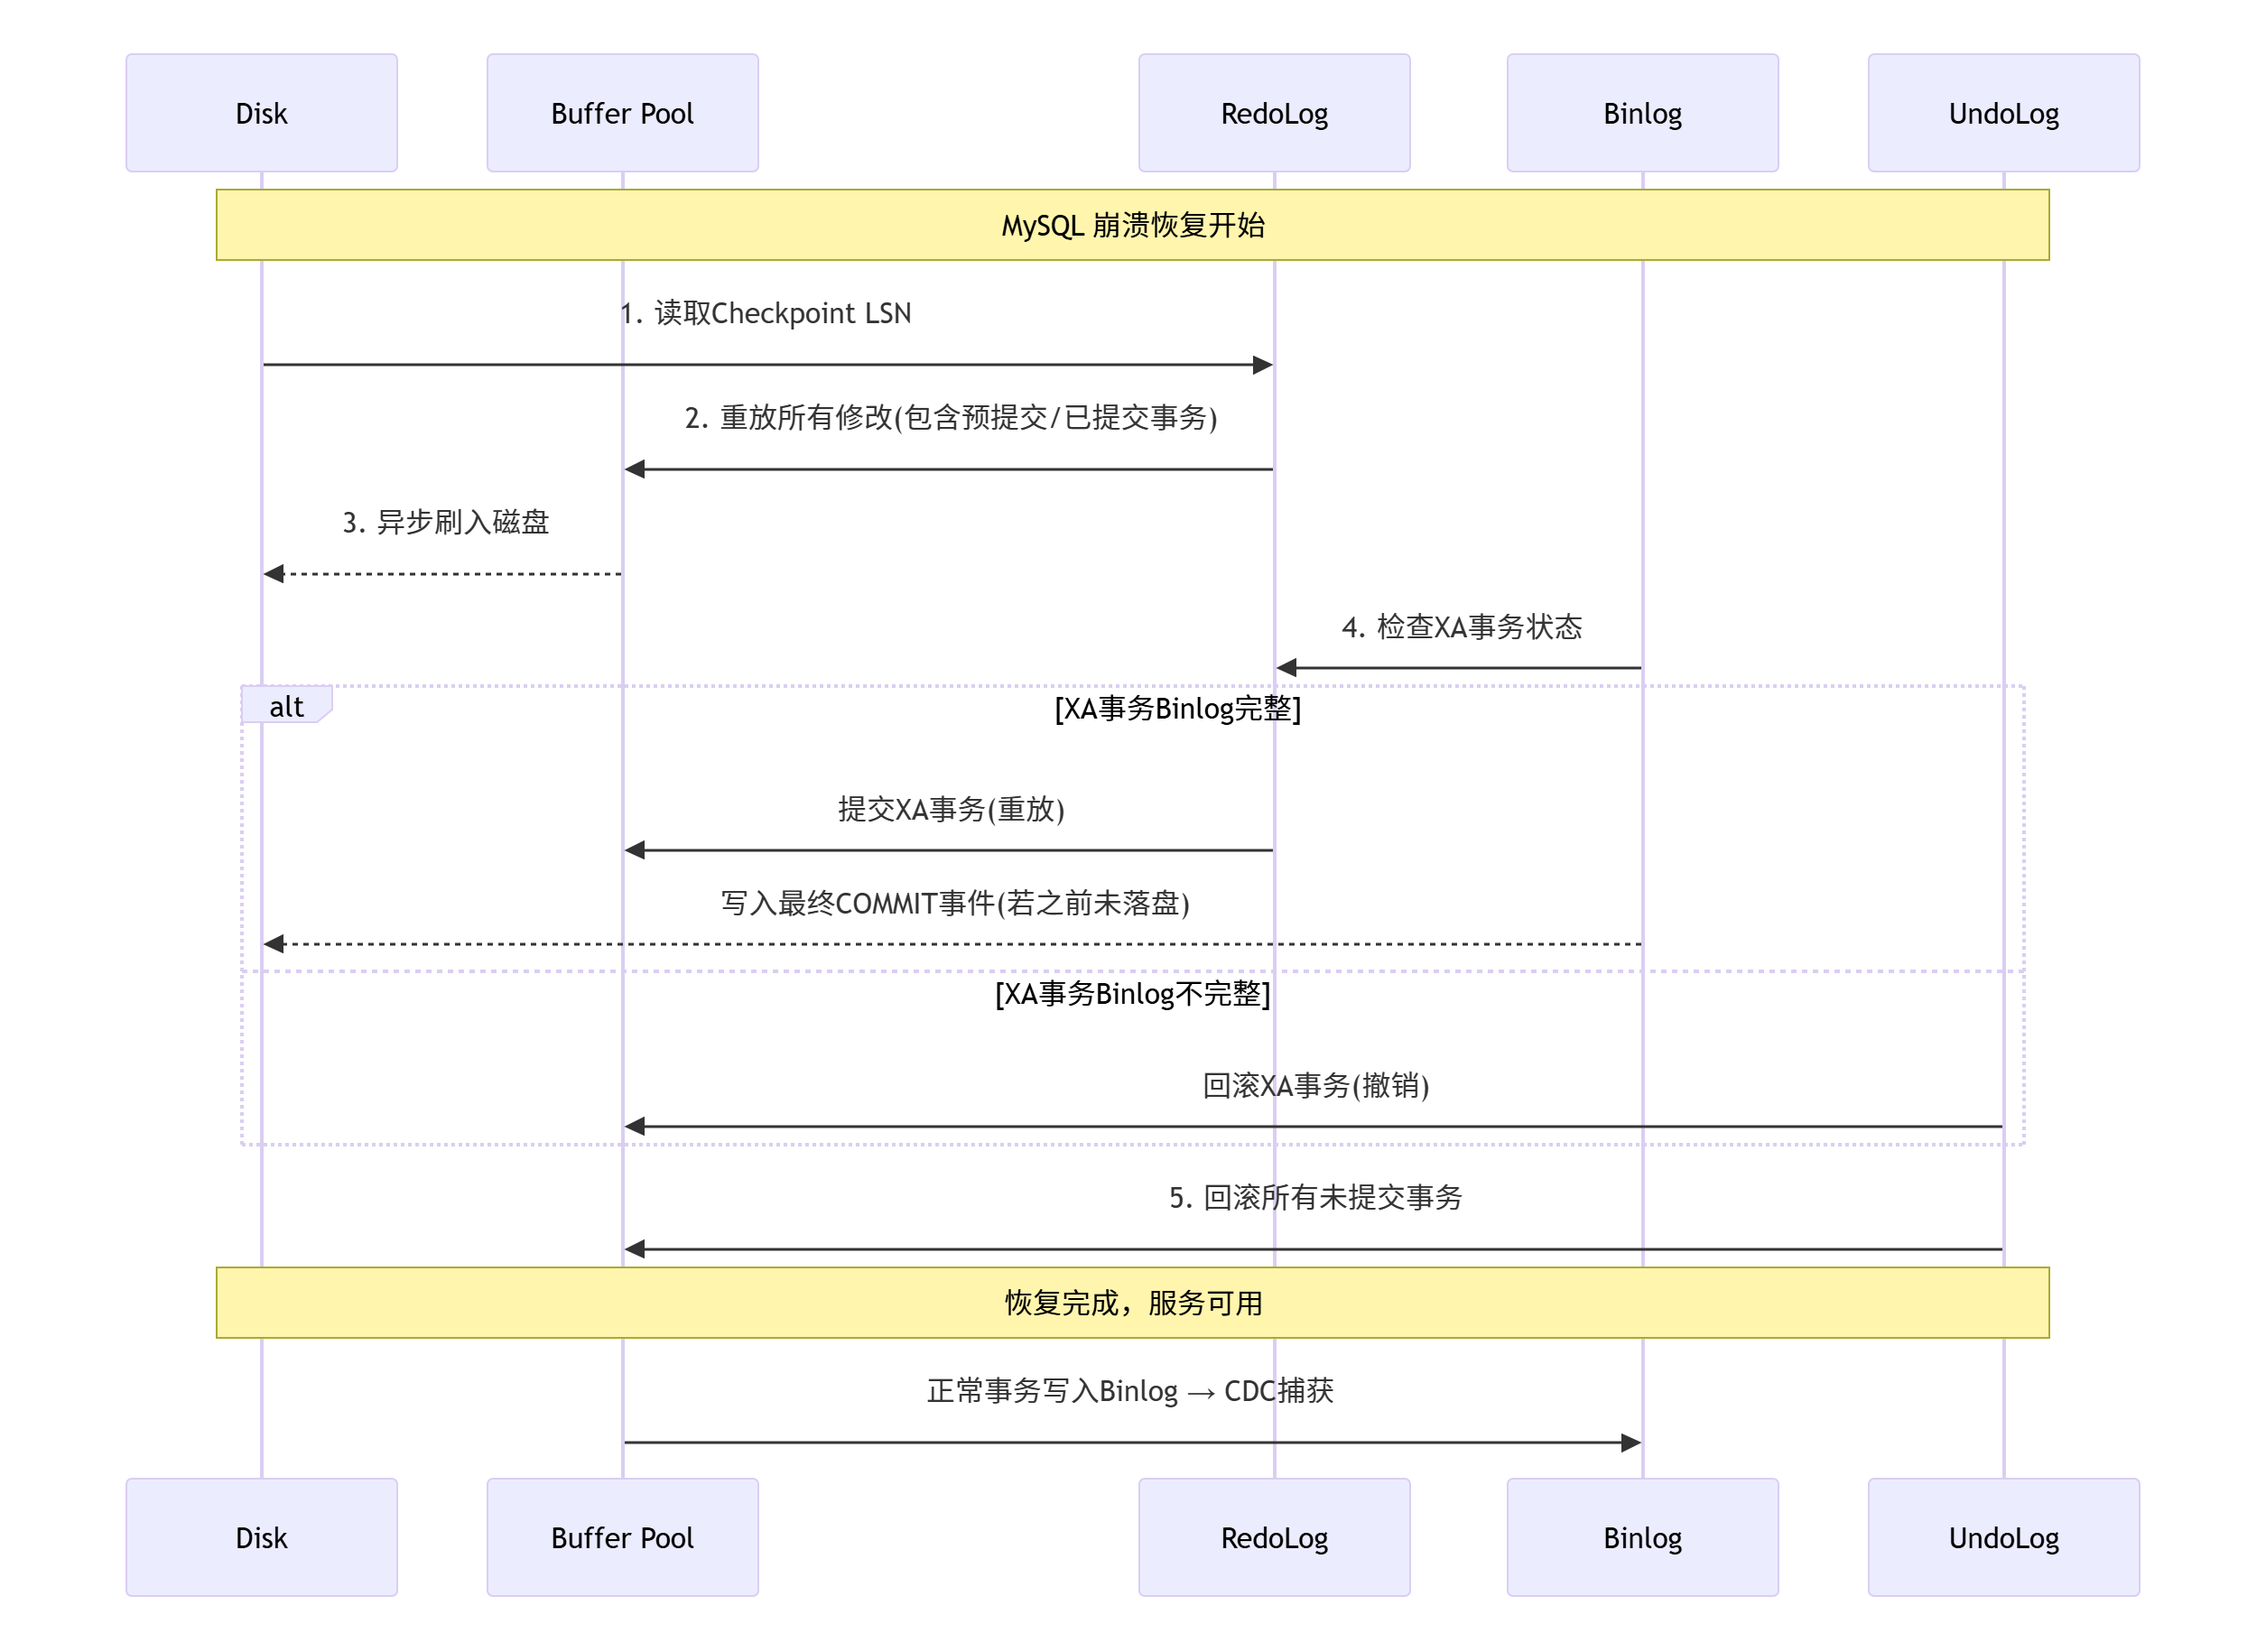 Disk
Buffer Pool
RedoLog
Binlog
UndoLog
MySQL 崩溃恢复开始
1. 读取Checkpoint LSN
2. 重放所有修改(包含预提交/已提交事务)
3. 异步刷入磁盘
4. 检查XA事务状态
alt
[XA事务Binlog完整]
提交XA事务(重放)
写入最终COMMIT事件(若之前未落盘)
[XA事务Binlog不完整]
回滚XA事务(撤销)
5. 回滚所有未提交事务
恢复完成，服务可用
正常事务写入Binlog → CDC捕获
Disk
Buffer Pool
RedoLog
Binlog
UndoLog